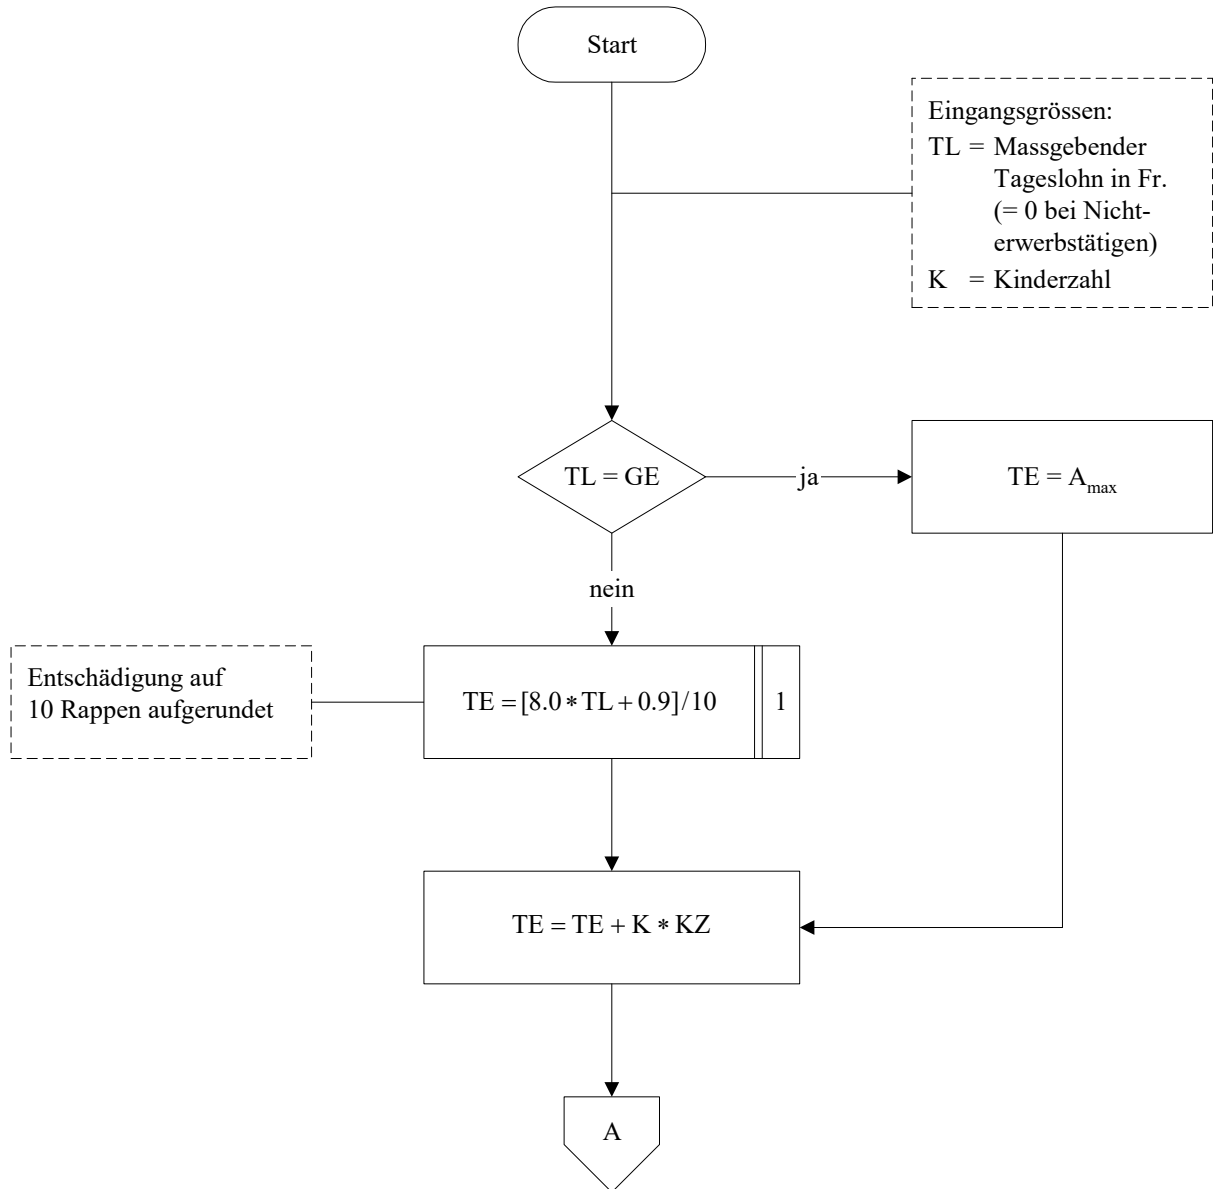 Start
Eingangsgrössen:
TL = Massgebender
Tageslohn in Fr.
(= 0 bei Nicht-
erwerbstätigen)
K = Kinderzahl
TL = GE
ja
TE = Amax
nein
Entschädigung auf
10 Rappen aufgerundet
TE = [8.0 * TL + 0.9]/10
1
TE = TE + K * KZ
A